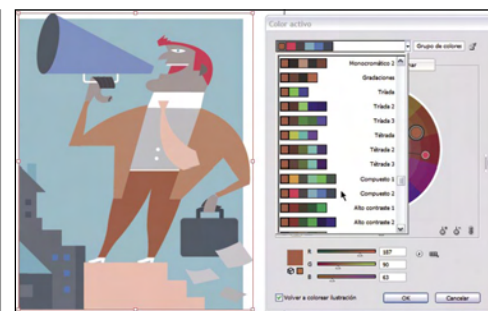 Color activo
Grupo de colores
Monocromático 2
Gradaciones
Tríada
Tríada 2
Tríada 3
Tétrada
Tétrada 2
Tétrada 3
Compuesto 1
Compuesto 2
Alto contraste 1
Alto contraste 2
R 167
G 90
B 63
Volver a colorear ilustración
OK
Cancelar